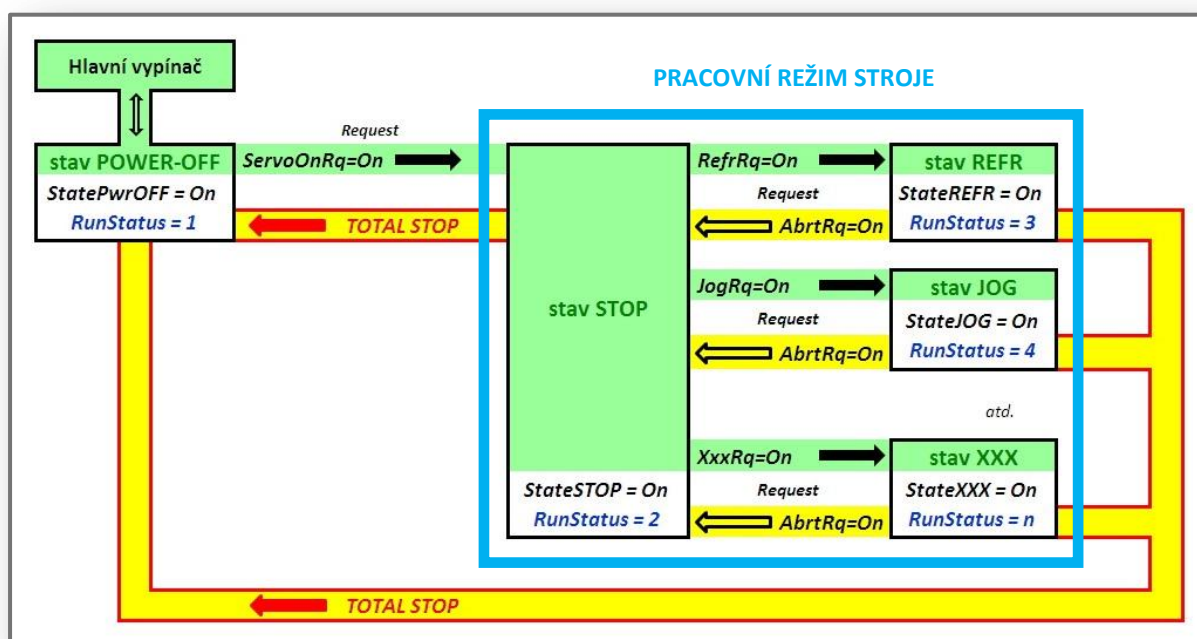 Hlavní vypínač
PRACOVNÍ REŽIM STROJE
Request
stav POWER-OFF
ServoOnRq=On
StatePwrOFF = On
RunStatus = 1
TOTAL STOP
stav STOP
StateSTOP = On
RunStatus = 2
RefrRq=On
Request
AbrtRq=On
stav REFR
StateREFR = On
RunStatus = 3
JogRq=On
Request
AbrtRq=On
stav JOG
StateJOG = On
RunStatus = 4
atd.
XxxRq=On
Request
AbrtRq=On
stav XXX
StateXXX = On
RunStatus = n
TOTAL STOP